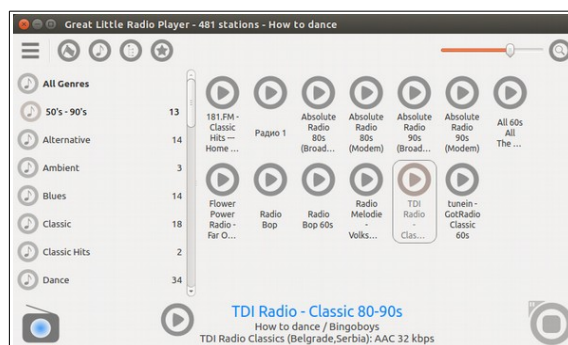 Great Little Radio Player - 481 stations - How to dance
All Genres
50's - 90's 13
Alternative 14
Ambient 3
Blues 14
Classic 18
Classic Hits 2
Dance 34
181.FM -
Classic
Hits —
Home ...
Радио 1
Absolute
Radio
80s
(Broad...
Absolute
Radio
80s
(Modem)
Absolute
Radio
90s
(Broad...
Absolute
Radio
90s
(Modem)
All 60s
All
The ...
Flower
Power
Radio -
Far O...
Radio
Bop
Radio
Bop 60s
Radio
Melodie
-
Volks...
TDI
Radio
-
Clas...
tunein -
GotRadio
Classic
60s
TDI Radio - Classic 80-90s
How to dance / Bingoboys
TDI Radio Classics (Belgrade,Serbia): AAC 32 kbps